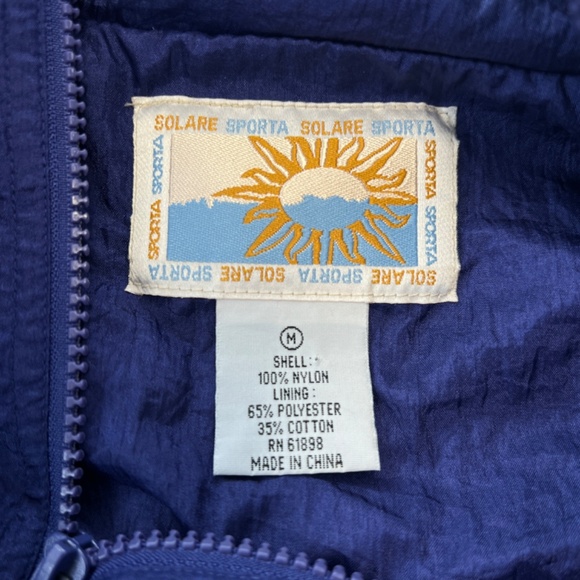 SOLARE SPORTA SOLARE SPORTA
SPORTA SPORTA
SPORTA SPORTA
SOLARE SPORTA SOLARE SPORTA
M
SHELL:
100% NYLON
LINING:
65% POLYESTER
35% COTTON
RN 61898
MADE IN CHINA